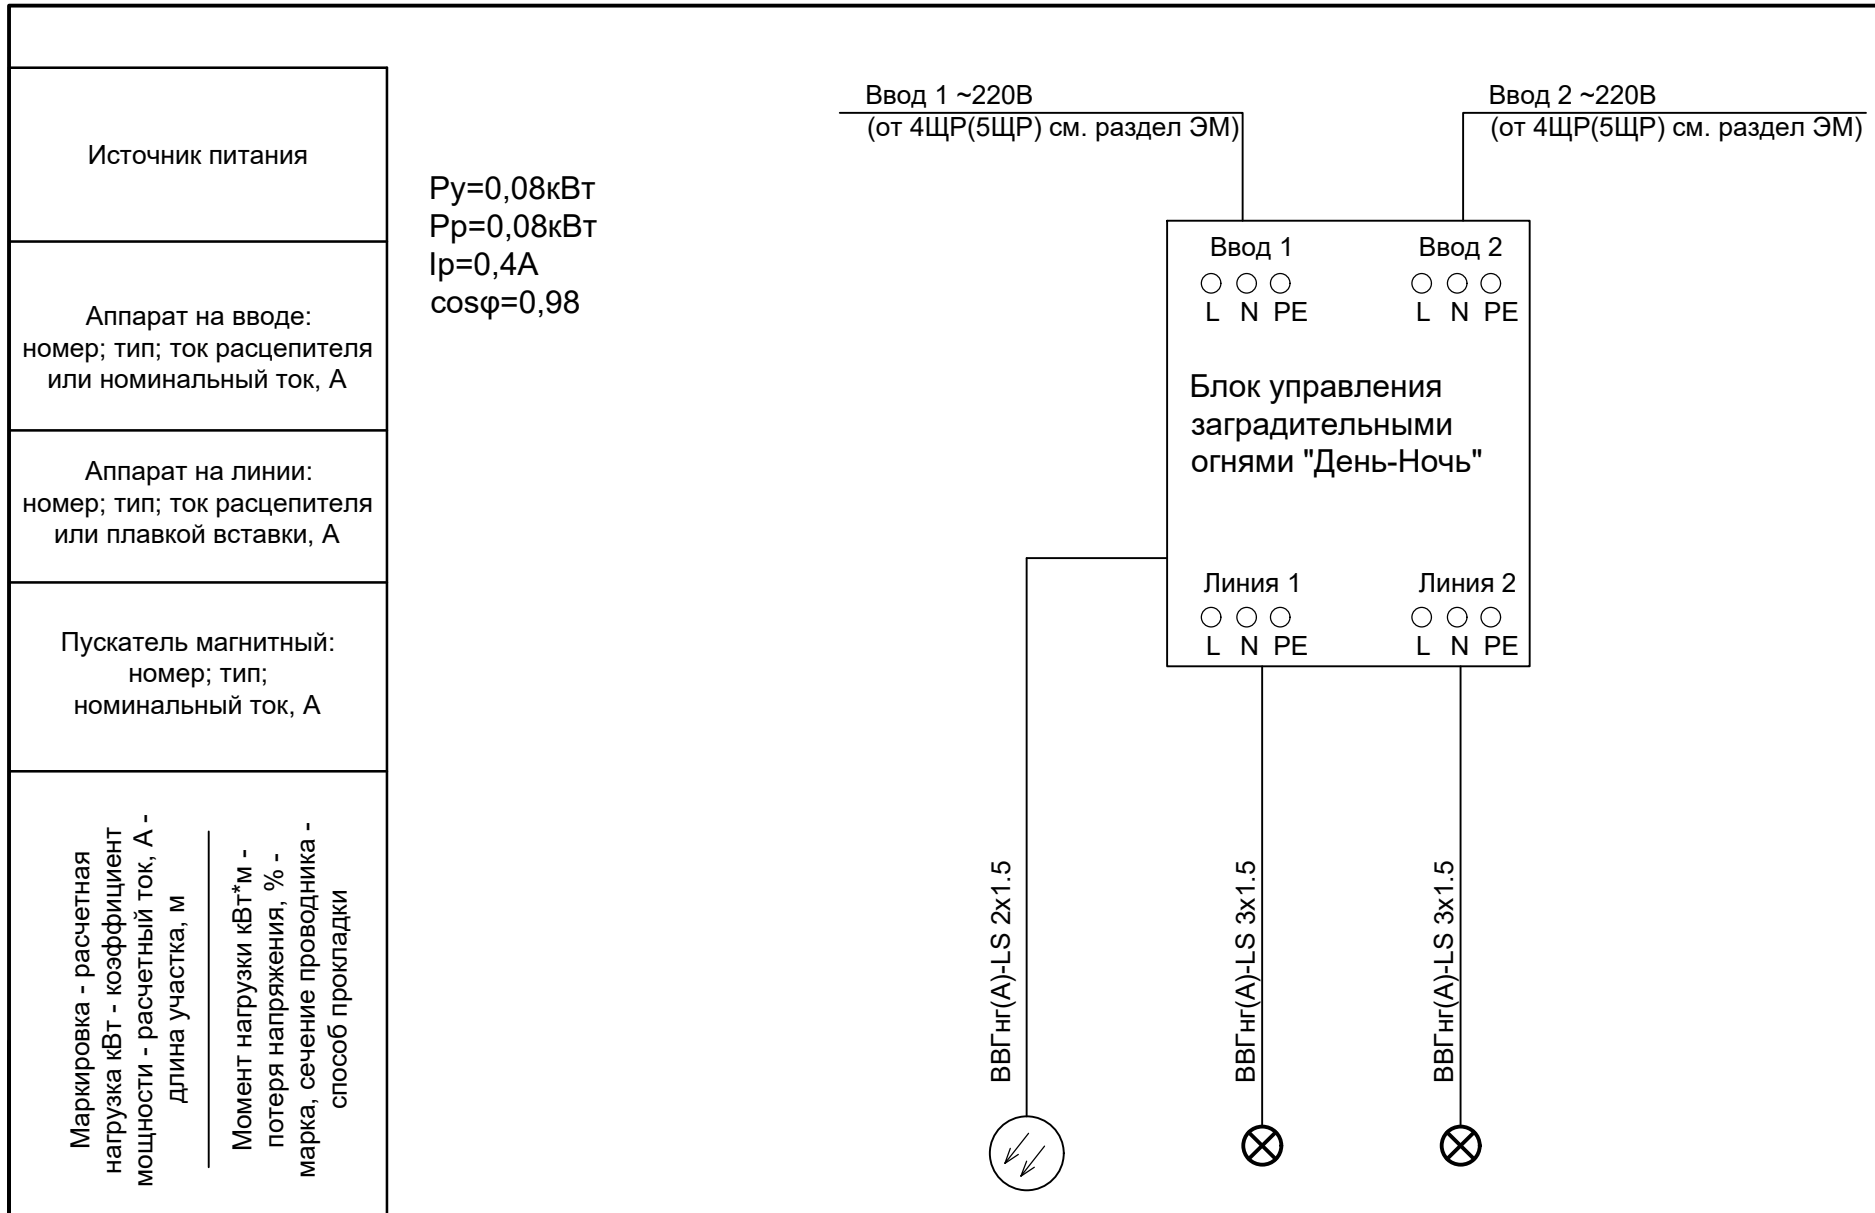 Источник питания
Аппарат на вводе:
номер; тип; ток расцепителя
или номинальный ток, А
Аппарат на линии:
номер; тип; ток расцепителя
или плавкой вставки, А
Пускатель магнитный:
номер; тип;
номинальный ток, А
Маркировка - расчетная
нагрузка кВт - коэффициент
мощности - расчетный ток, А -
длина участка, м
Момент нагрузки кВт*м -
потеря напряжения, % -
марка, сечение проводника -
способ прокладки
Ру=0,08кВт
Рр=0,08кВт
Iр=0,4А
cosφ=0,98
Ввод 1 ~220В
(от 4ЩР(5ЩР) см. раздел ЭМ)
Ввод 2 ~220В
(от 4ЩР(5ЩР) см. раздел ЭМ)
Ввод 1
L N PE
Ввод 2
L N PE
Блок управления
заградительными
огнями "День-Ночь"
Линия 1
L N PE
Линия 2
L N PE
ВВГнг(А)-LS 2х1.5
ВВГнг(А)-LS 3х1.5
ВВГнг(А)-LS 3х1.5